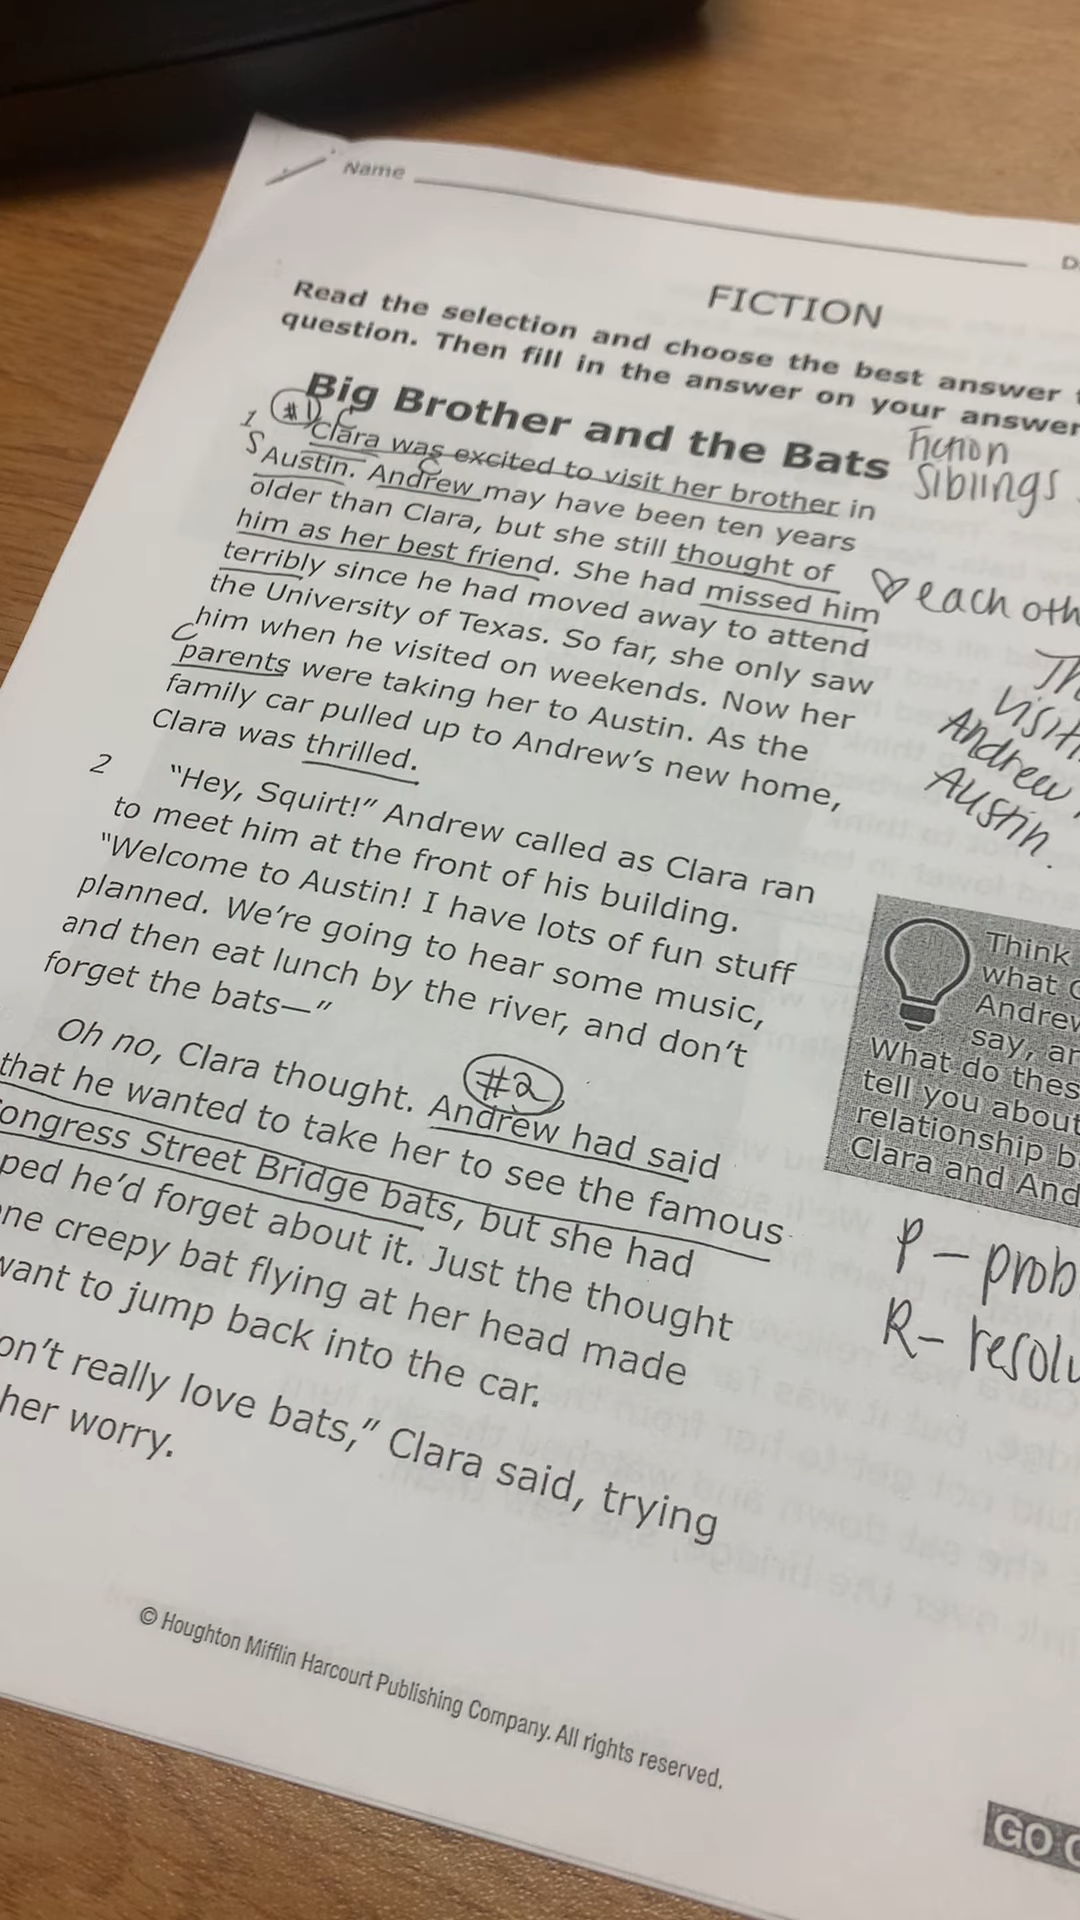 Name
D
FICTION
Read the selection and choose the best answer
question. Then fill in the answer on your answer
Big Brother and the Bats
Fiction
Siblings
#1
C
1
Clara was excited to visit her brother in
S
C
Austin. Andrew may have been ten years
older than Clara, but she still thought of
him as her best friend. She had missed him
♡ each oth
terribly since he had moved away to attend
the University of Texas. So far, she only saw
him when he visited on weekends. Now her
C
parents were taking her to Austin. As the
family car pulled up to Andrew's new home,
Clara was thrilled.
Th
visit
Andrew
Austin.
2
"Hey, Squirt!" Andrew called as Clara ran
to meet him at the front of his building.
"Welcome to Austin! I have lots of fun stuff
planned. We're going to hear some music,
and then eat lunch by the river, and don't
forget the bats—"
Think
what
Andrew
say, an
What do thes
tell you about
relationship b
Clara and And
#2
Oh no, Clara thought. Andrew had said
that he wanted to take her to see the famous
ongress Street Bridge bats, but she had
ped he'd forget about it. Just the thought
ne creepy bat flying at her head made
want to jump back into the car.
P – prob
R – resolu
on't really love bats," Clara said, trying
her worry.
© Houghton Mifflin Harcourt Publishing Company. All rights reserved.
GO